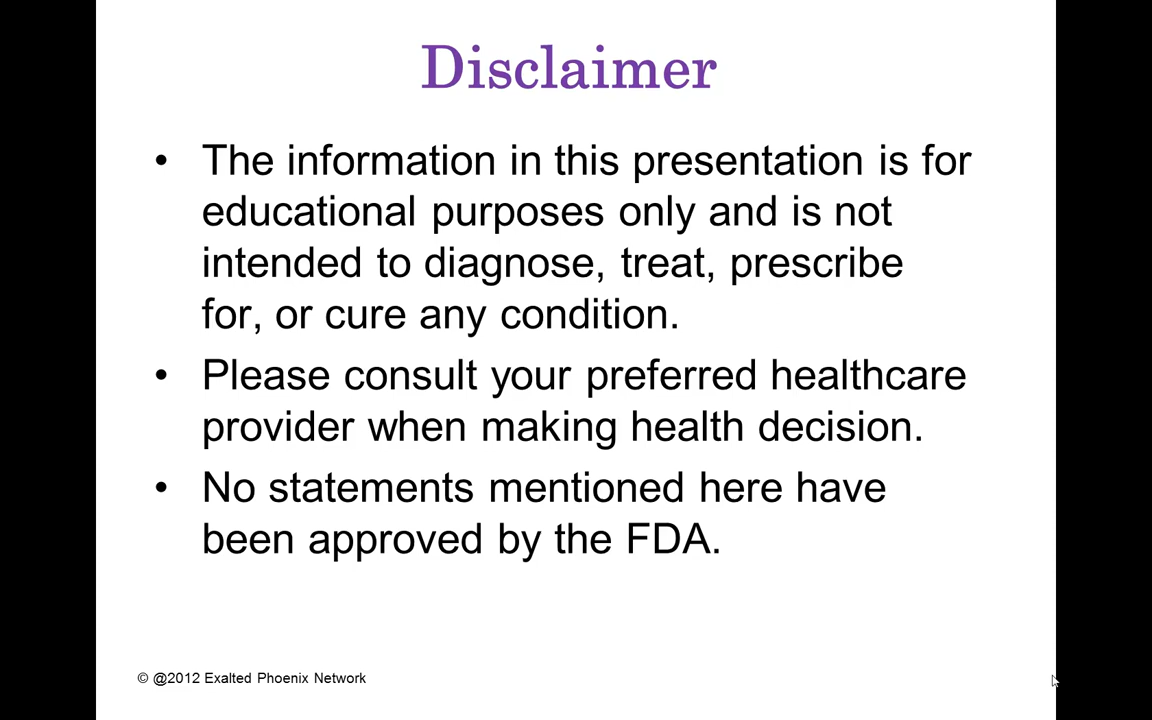 Disclaimer
• The information in this presentation is for
educational purposes only and is not
intended to diagnose, treat, prescribe
for, or cure any condition.
• Please consult your preferred healthcare
provider when making health decision.
• No statements mentioned here have
been approved by the FDA.
© @2012 Exalted Phoenix Network